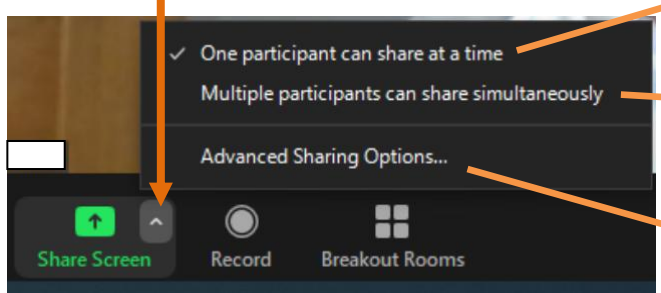 One participant can share at a time
Multiple participants can share simultaneously
Advanced Sharing Options...
Share Screen
Record
Breakout Rooms